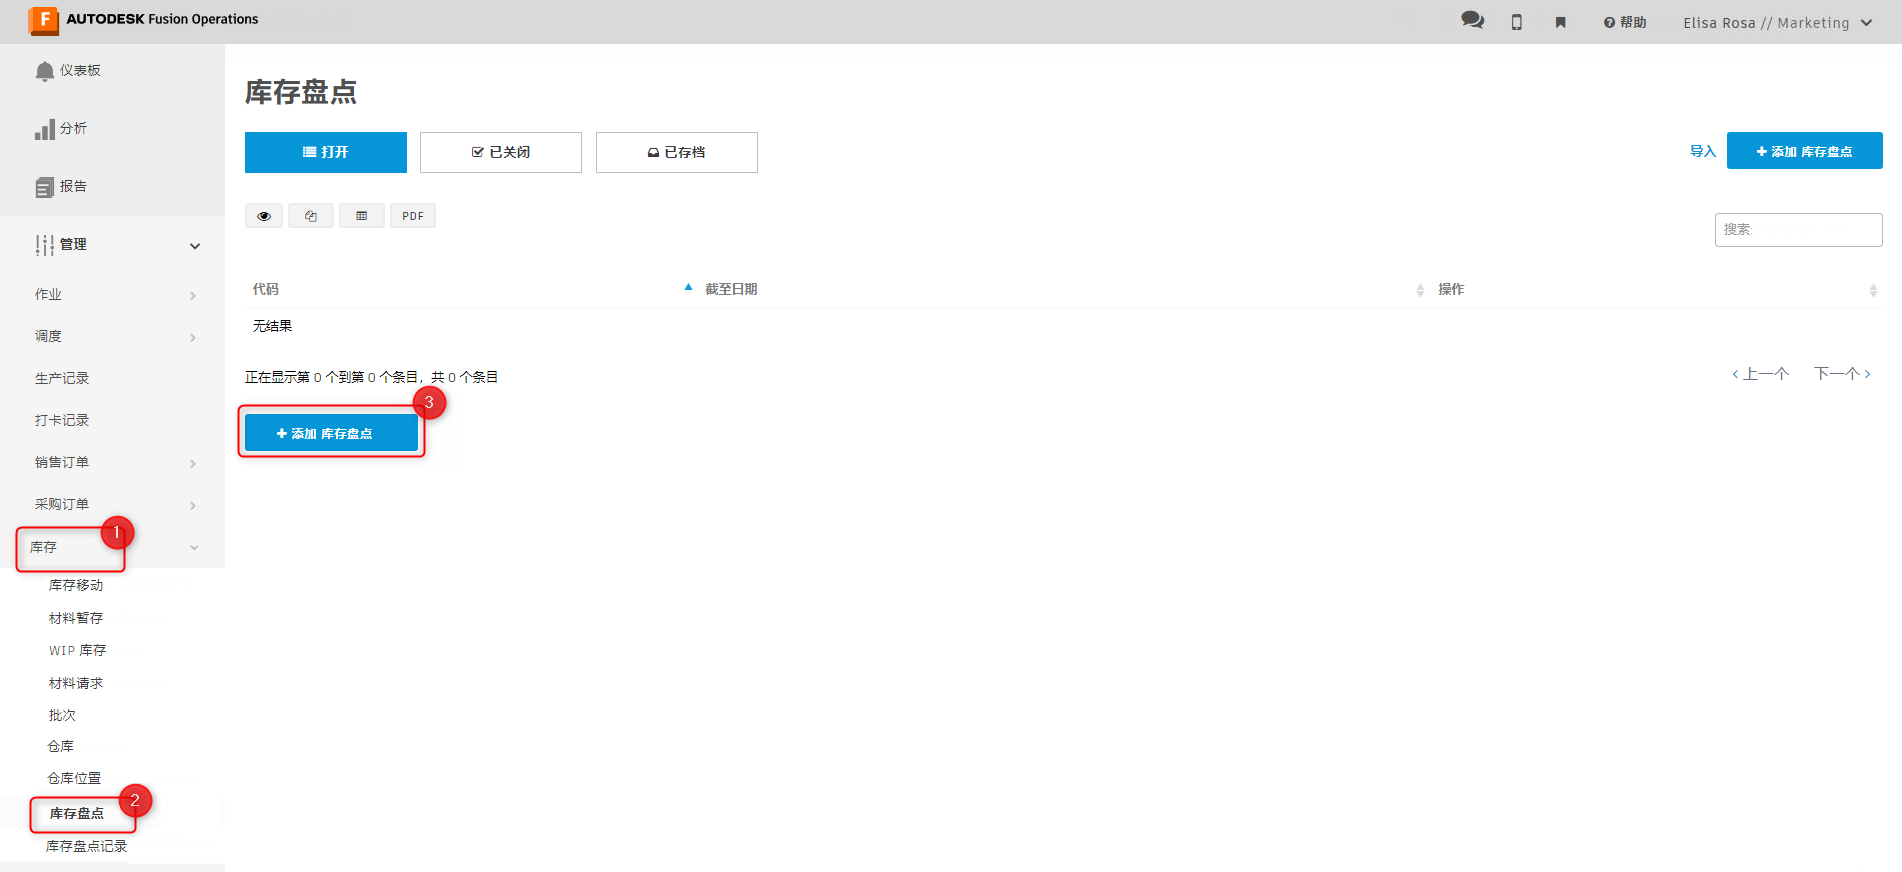 AUTODESK Fusion Operations
帮助
Elisa Rosa // Marketing
仪表板
分析
报告
管理
作业
调度
生产记录
打卡记录
销售订单
采购订单
库存
1
库存移动
材料暂存
WIP 库存
材料请求
批次
仓库
仓库位置
库存盘点
2
库存盘点记录
库存盘点
打开
已关闭
已存档
导入
+ 添加 库存盘点
PDF
搜索:
代码
截至日期
操作
无结果
正在显示第 0 个到第 0 个条目，共 0 个条目
‹ 上一个
下一个 ›
3
+ 添加 库存盘点